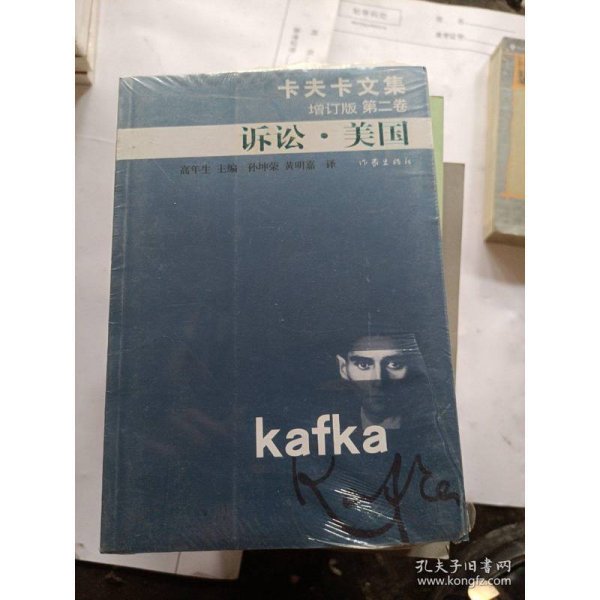 卡夫卡文集
增订版 第二卷
诉讼·美国
高年生 主编 孙坤荣 黄明嘉 译 作家出版社
kafka
Kafka
孔夫子旧书网
www.kongfz.com